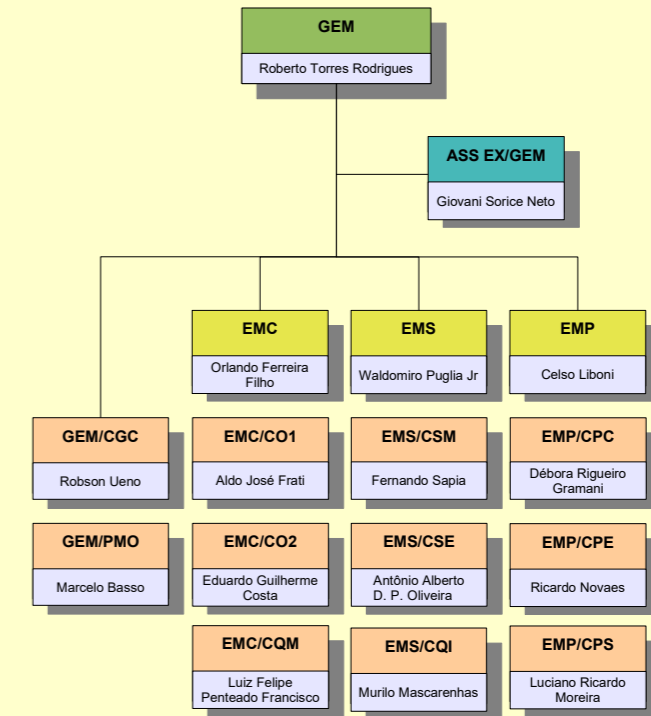 GEM
Roberto Torres Rodrigues
ASS EX/GEM
Giovani Sorice Neto
EMC
Orlando Ferreira
Filho
EMS
Waldomiro Puglia Jr
EMP
Celso Liboni
GEM/CGC
Robson Ueno
EMC/CO1
Aldo José Frati
EMS/CSM
Fernando Sapia
EMP/CPC
Débora Rigueiro
Gramani
GEM/PMO
Marcelo Basso
EMC/CO2
Eduardo Guilherme
Costa
EMS/CSE
Antônio Alberto
D. P. Oliveira
EMP/CPE
Ricardo Novaes
EMC/CQM
Luiz Felipe
Penteado Francisco
EMS/CQI
Murilo Mascarenhas
EMP/CPS
Luciano Ricardo
Moreira